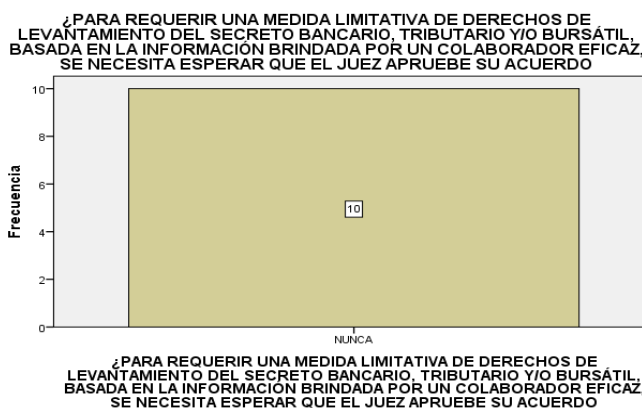 ¿PARA REQUERIR UNA MEDIDA LIMITATIVA DE DERECHOS DE
LEVANTAMIENTO DEL SECRETO BANCARIO, TRIBUTARIO Y/O BURSÁTIL,
BASADA EN LA INFORMACIÓN BRINDADA POR UN COLABORADOR EFICAZ,
SE NECESITA ESPERAR QUE EL JUEZ APRUEBE SU ACUERDO
Frecuencia
10
8
6
4
2
0
10
NUNCA
¿PARA REQUERIR UNA MEDIDA LIMITATIVA DE DERECHOS DE
LEVANTAMIENTO DEL SECRETO BANCARIO, TRIBUTARIO Y/O BURSÁTIL,
BASADA EN LA INFORMACIÓN BRINDADA POR UN COLABORADOR EFICAZ
SE NECESITA ESPERAR QUE EL JUEZ APRUEBE SU ACUERDO